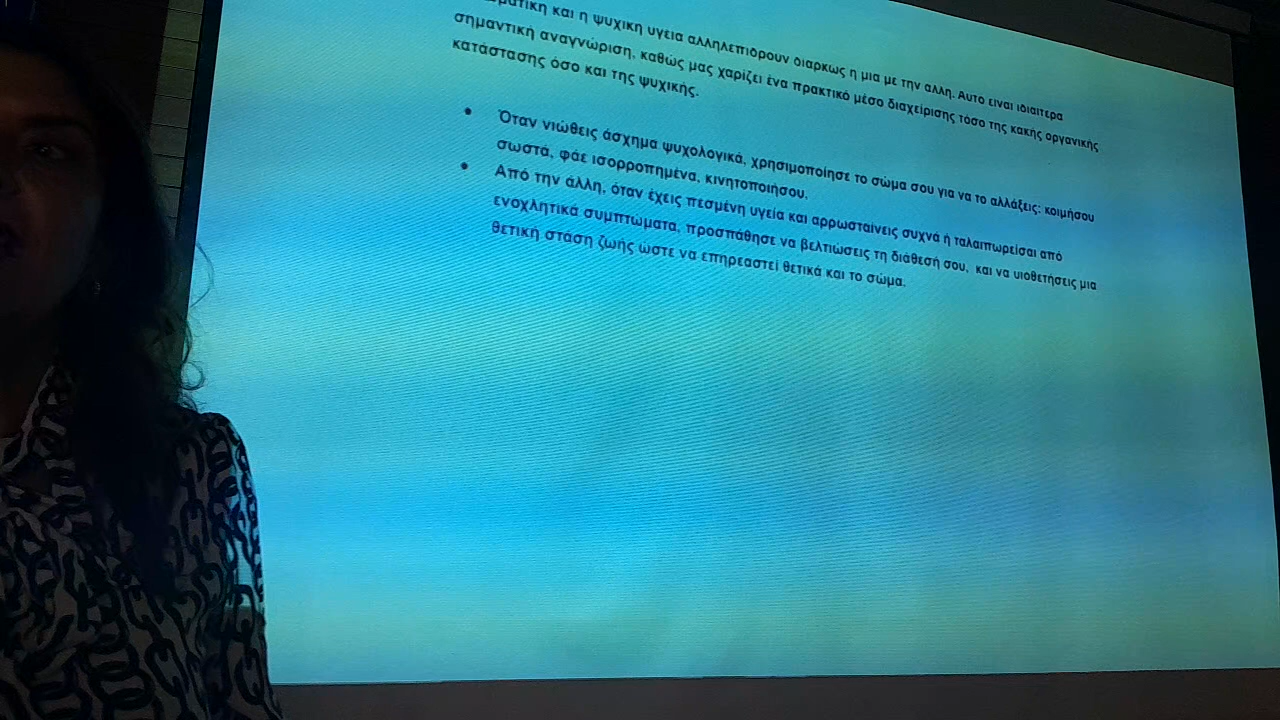 και η ψυχική υγεία αλληλεπιδρούν διαρκώς η μια με την άλλη. Αυτό είναι ιδιαίτερα
σημαντική αναγνώριση, καθώς μας χαρίζει ένα πρακτικό μέσο διαχείρισης τόσο της κακής οργανικής
κατάστασης όσο και της ψυχικής.
• Όταν νιώθεις άσχημα ψυχολογικά, χρησιμοποίησε το σώμα σου για να το αλλάξεις: κοιμήσου
σωστά, φάε ισορροπημένα, κινητοποιήσου.
• Από την άλλη, όταν έχεις πεσμένη υγεία και αρρωσταίνεις συχνά ή ταλαιπωρείσαι από
ενοχλητικά συμπτώματα, προσπάθησε να βελτιώσεις τη διάθεσή σου, και να υιοθετήσεις μια
θετική στάση ζωής ώστε να επηρεαστεί θετικά και το σώμα.